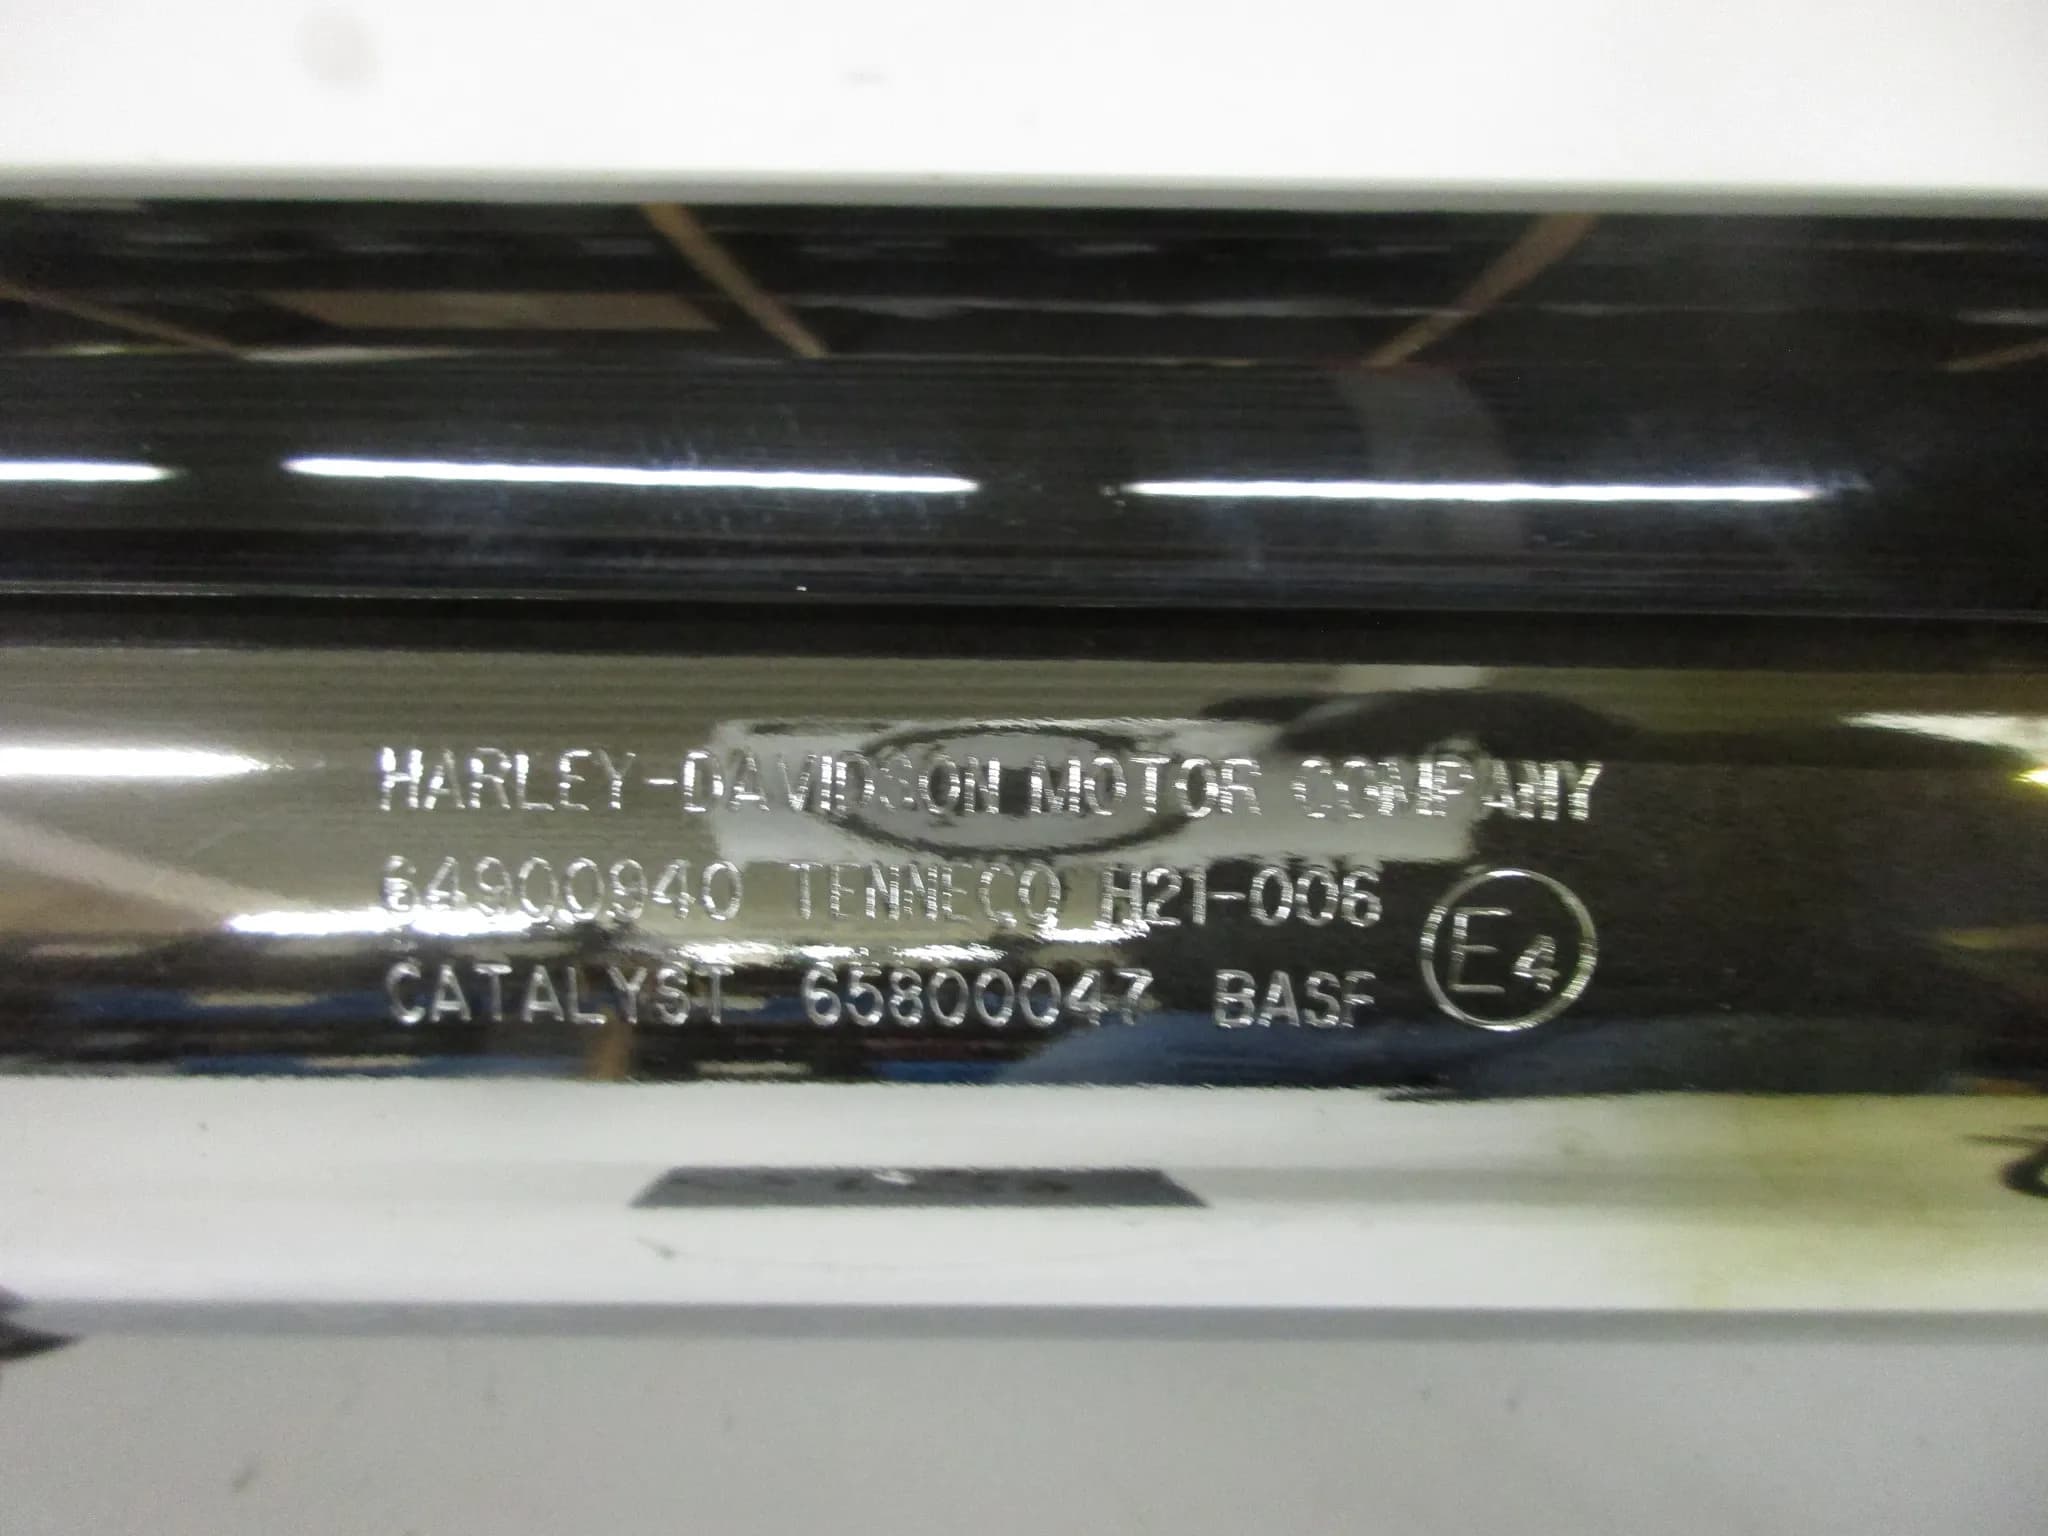 HARLEY-DAVIDSON MOTOR COMPANY
64900940 TENNECO H21-006
CATALYST 65800047 BASF
E4